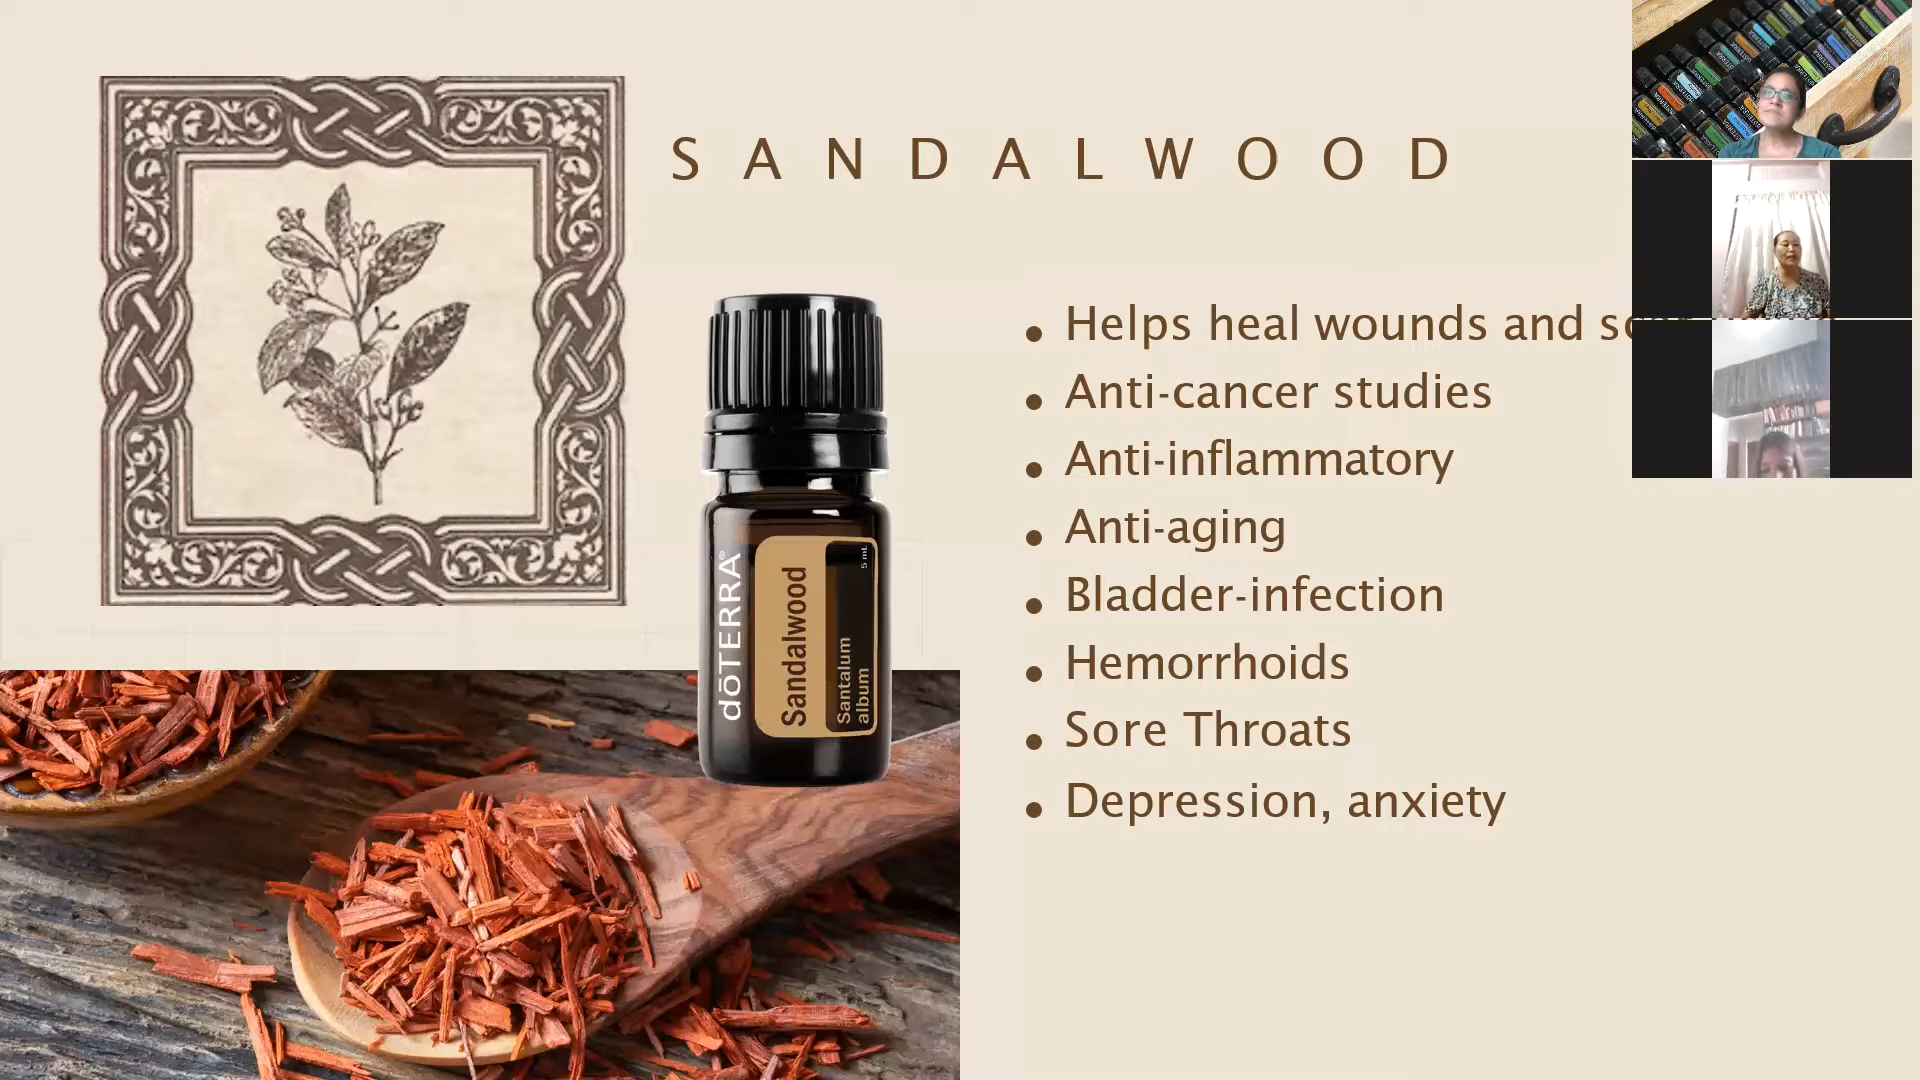 SANDALWOOD
• Helps heal wounds and
• Anti-cancer studies
• Anti-inflammatory
• Anti-aging
• Bladder-infection
• Hemorrhoids
• Sore Throats
• Depression, anxiety
dōTERRA®
Sandalwood
Santalum
album
5 mL